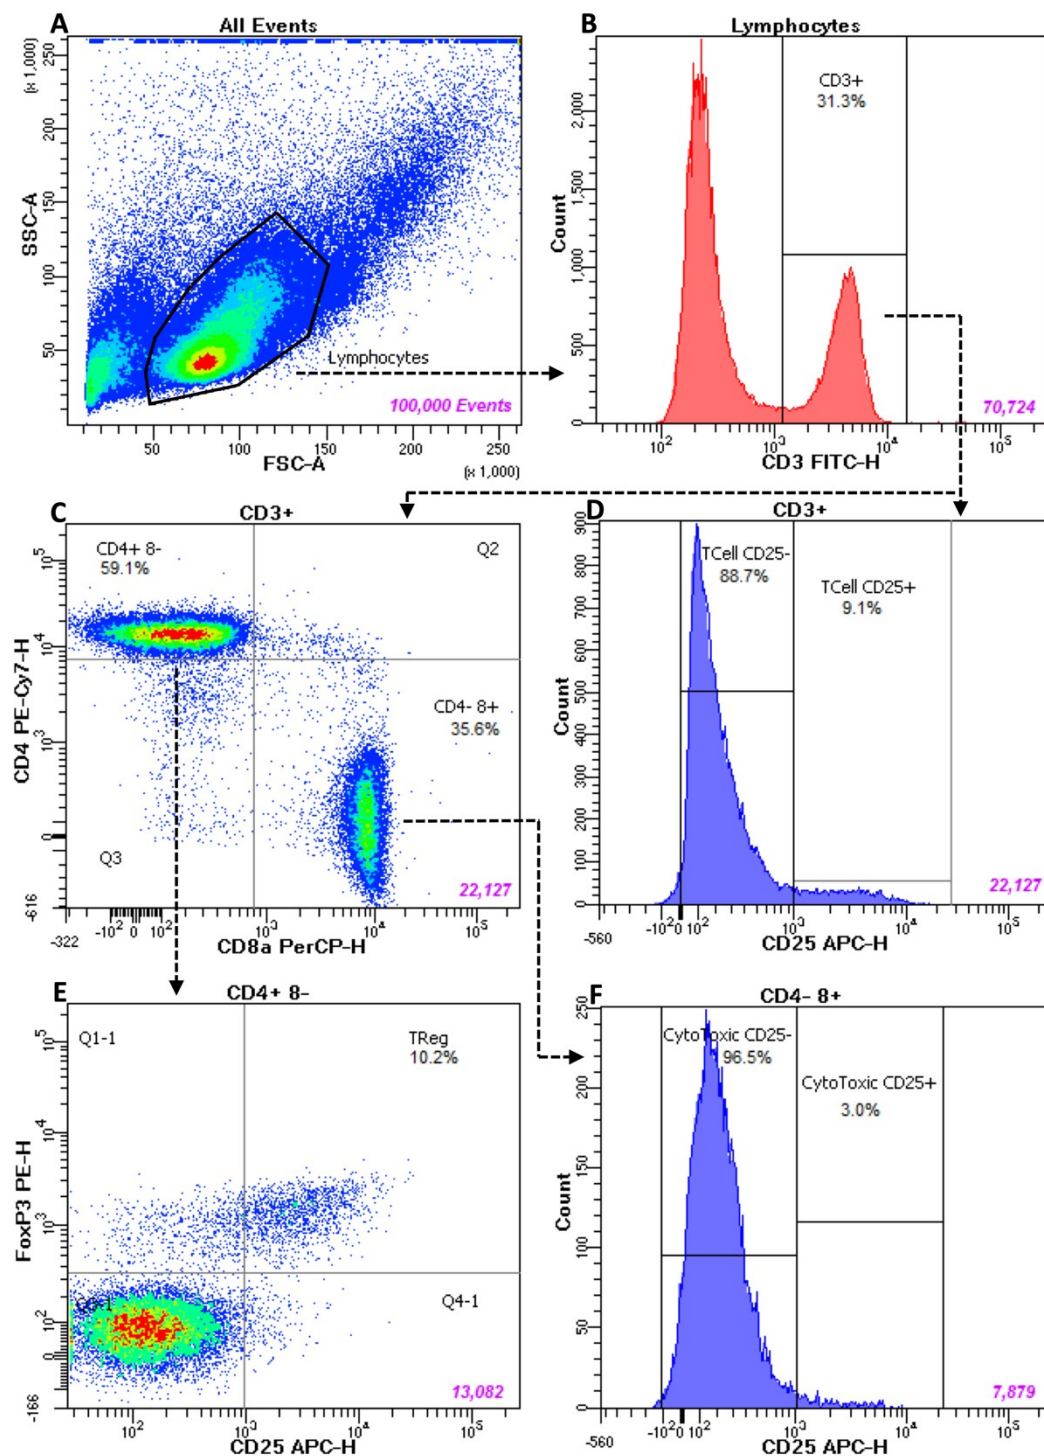 A
All Events
(x 1,000)
250
200
150
100
50
SSC-A
Lymphocytes
100,000 Events
50 100 150 200 250
FSC-A
(x 1,000)
B
Lymphocytes
CD3+
31.3%
2,000
1,500
1,000
500
0
Count
70,724
10² 10³ 10⁴ 10⁵
CD3 FITC-H
C
CD3+
CD4+ 8-
59.1%
Q2
10⁵
10⁴
10³
0
-616
CD4 PE-Cy7-H
CD4- 8+
35.6%
Q3
22,127
-322 -10² 0 10² 10³ 10⁴ 10⁵
CD8a PerCP-H
D
CD3+
TCell CD25-
88.7%
TCell CD25+
9.1%
900
800
700
600
500
400
300
200
100
0
Count
22,127
-560 -10² 0 10² 10³ 10⁴ 10⁵
CD25 APC-H
E
CD4+ 8-
Q1-1
TReg
10.2%
10⁵
10⁴
10³
10²
0
-166
FoxP3 PE-H
Q4-1
13,082
10² 10³ 10⁴ 10⁵
CD25 APC-H
F
CD4- 8+
CytoToxic CD25-
96.5%
CytoToxic CD25+
3.0%
250
200
150
100
50
0
Count
7,879
-560 -10² 0 10² 10³ 10⁴ 10⁵
CD25 APC-H